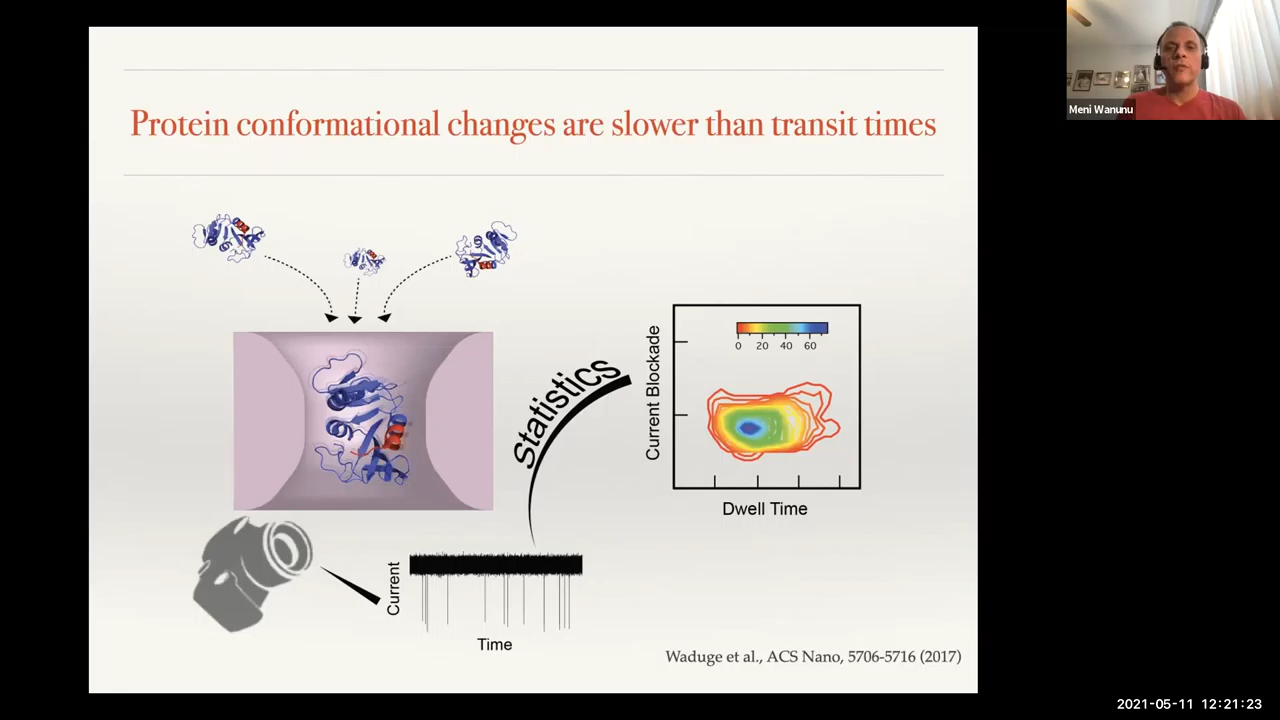 Meni Wanunu
Protein conformational changes are slower than transit times
Statistics
Current Blockade
0 20 40 60
Dwell Time
Current
Time
Waduge et al., ACS Nano, 5706-5716 (2017)
2021-05-11 12:21:23